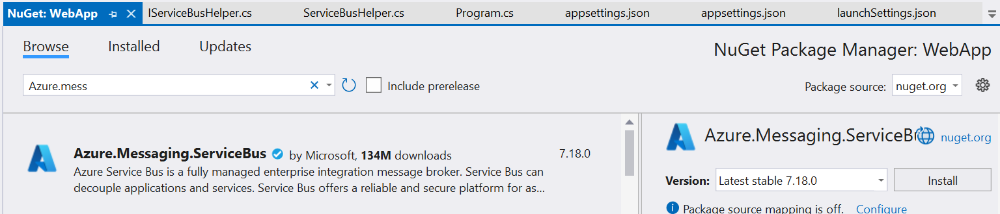 NuGet: WebApp IServiceBusHelper.cs ServiceBusHelper.cs Program.cs appsettings.json appsettings.json launchSettings.json
Browse Installed Updates
NuGet Package Manager: WebApp
Azure.mess Include prerelease Package source: nuget.org
Azure.Messaging.ServiceBus by Microsoft, 134M downloads 7.18.0
Azure Service Bus is a fully managed enterprise integration message broker. Service Bus can
decouple applications and services. Service Bus offers a reliable and secure platform for as...
Azure.Messaging.ServiceB nuget.org
Version: Latest stable 7.18.0 Install
Package source mapping is off. Configure